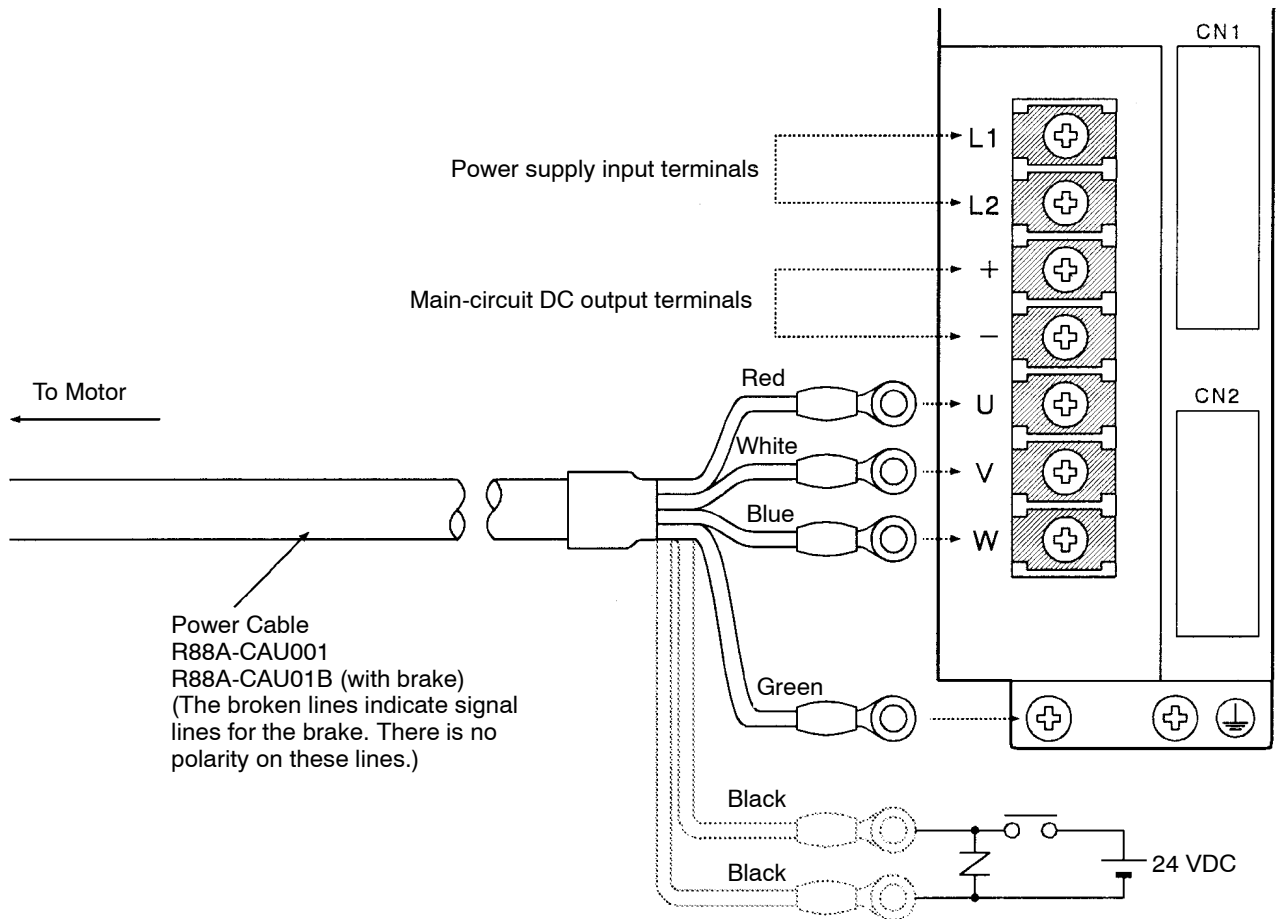 CN1
L1
Power supply input terminals
L2
+
Main-circuit DC output terminals
−
To Motor
Red
U
CN2
White
V
Blue
W
Power Cable
R88A-CAU001
R88A-CAU01B (with brake)
(The broken lines indicate signal
lines for the brake. There is no
polarity on these lines.)
Green
Black
Black
24 VDC